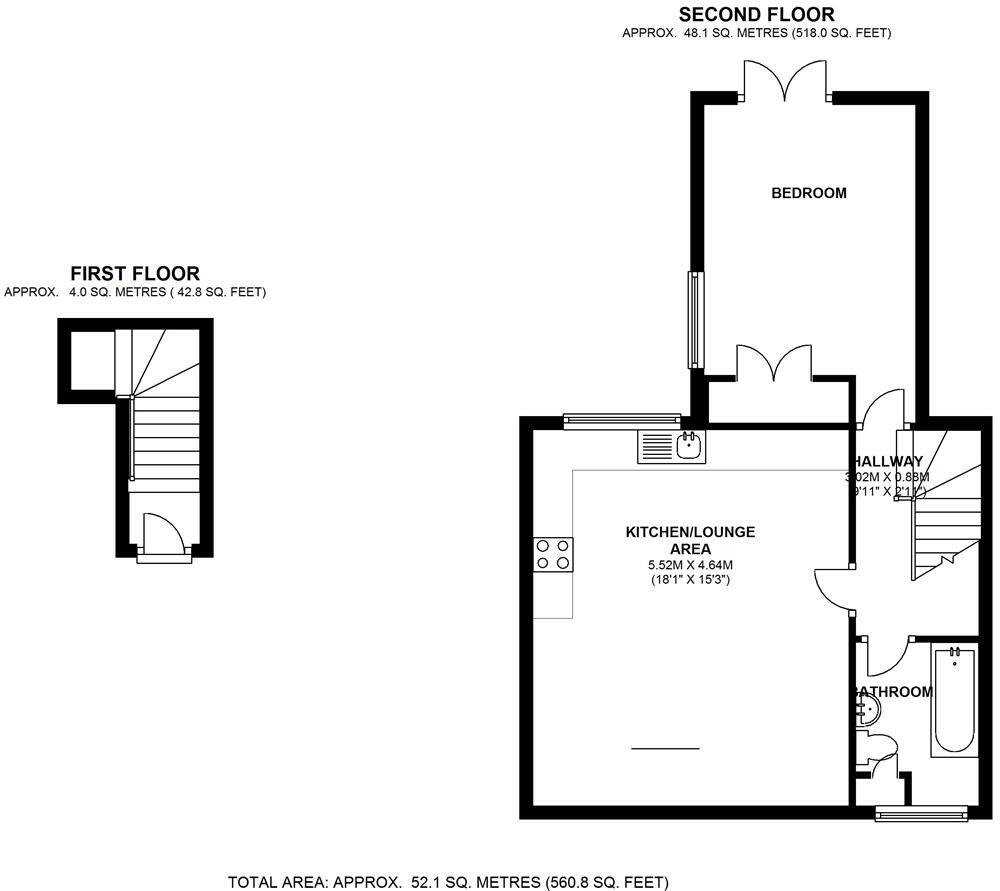 SECOND FLOOR
APPROX. 48.1 SQ. METRES (518.0 SQ. FEET)
BEDROOM
FIRST FLOOR
APPROX. 4.0 SQ. METRES ( 42.8 SQ. FEET)
HALLWAY
3.02M X 0.88M
(9'11" X 2'11")
KITCHEN/LOUNGE
AREA
5.52M X 4.64M
(18'1" X 15'3")
BATHROOM
TOTAL AREA: APPROX. 52.1 SQ. METRES (560.8 SQ. FEET)